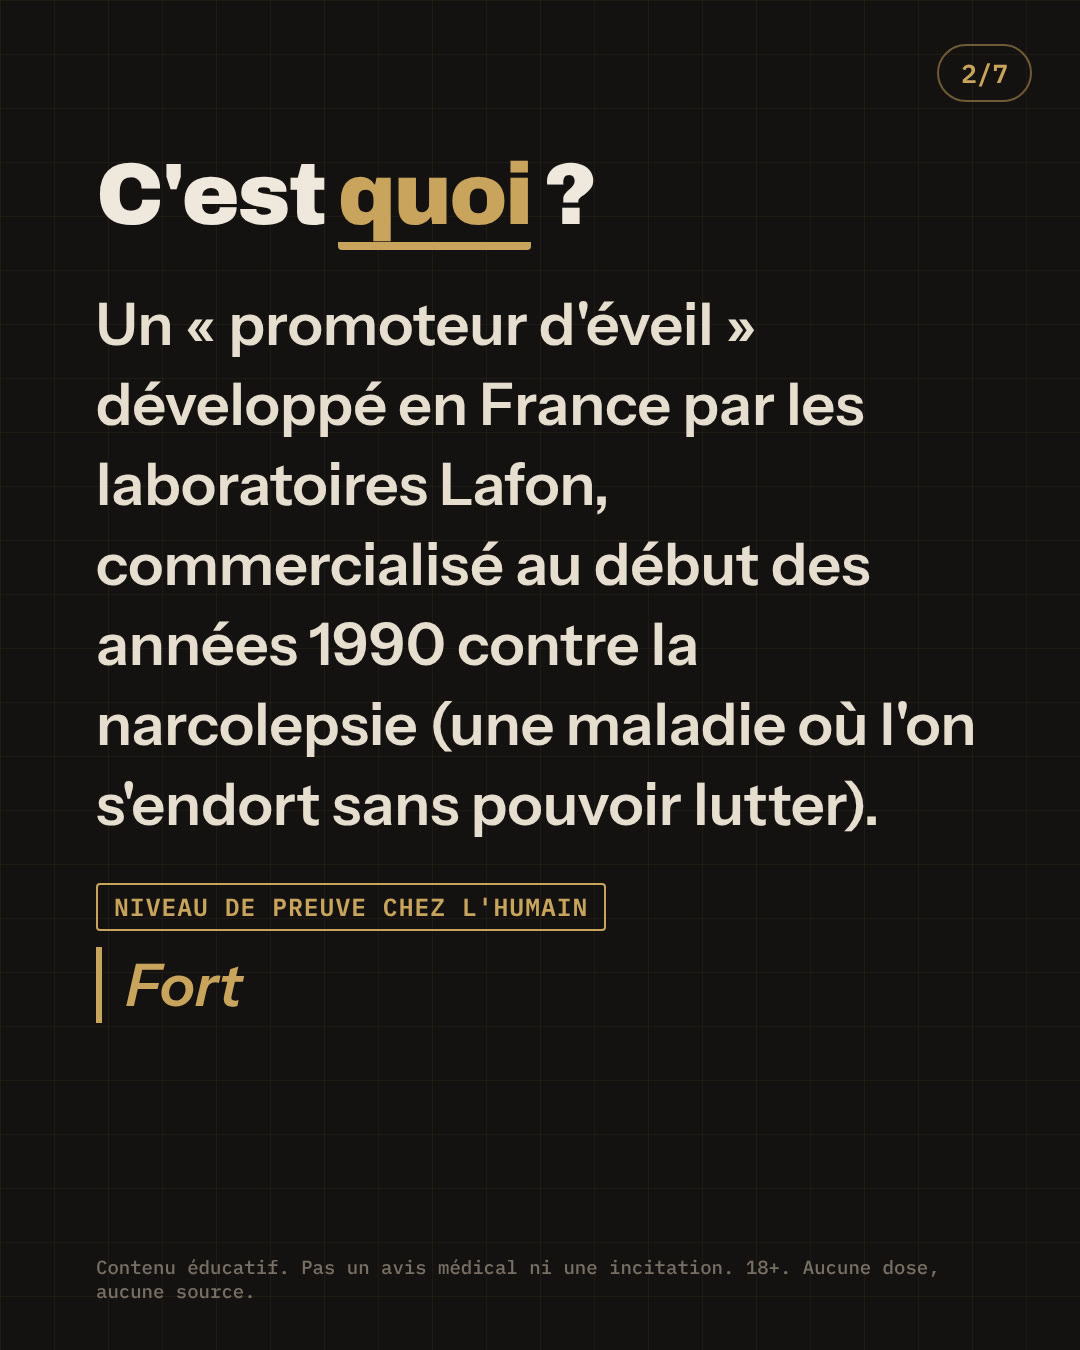 2/7
C'est quoi ?
Un « promoteur d'éveil »
développé en France par les
laboratoires Lafon,
commercialisé au début des
années 1990 contre la
narcolepsie (une maladie où l'on
s'endort sans pouvoir lutter).
NIVEAU DE PREUVE CHEZ L'HUMAIN
Fort
Contenu éducatif. Pas un avis médical ni une incitation. 18+. Aucune dose,
aucune source.